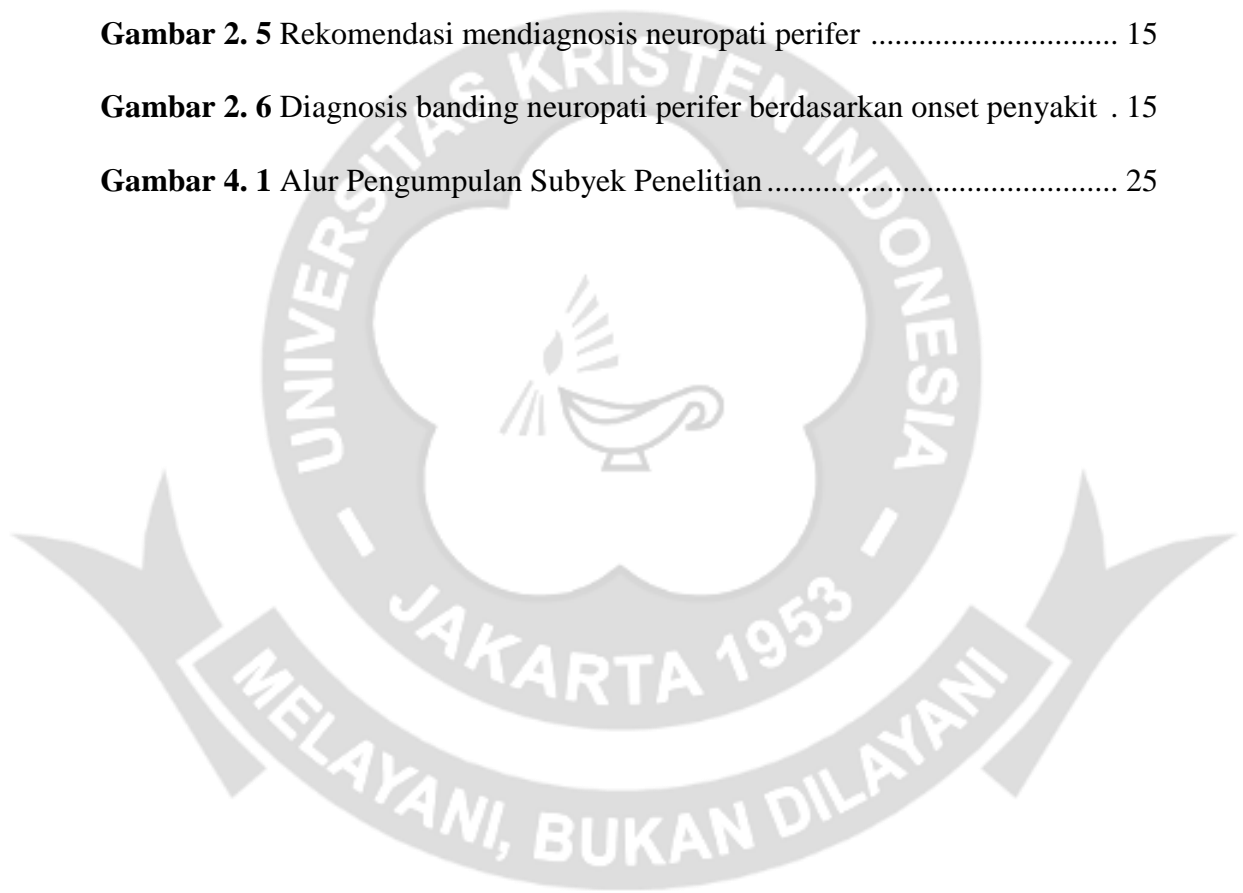 Gambar 2. 5 Rekomendasi mendiagnosis neuropati perifer ............................... 15
Gambar 2. 6 Diagnosis banding neuropati perifer berdasarkan onset penyakit . 15
Gambar 4. 1 Alur Pengumpulan Subyek Penelitian ........................................ 25
UNIVERSITAS KRISTEN INDONESIA
- JAKARTA 1953 -
MELAYANI, BUKAN DILAYANI